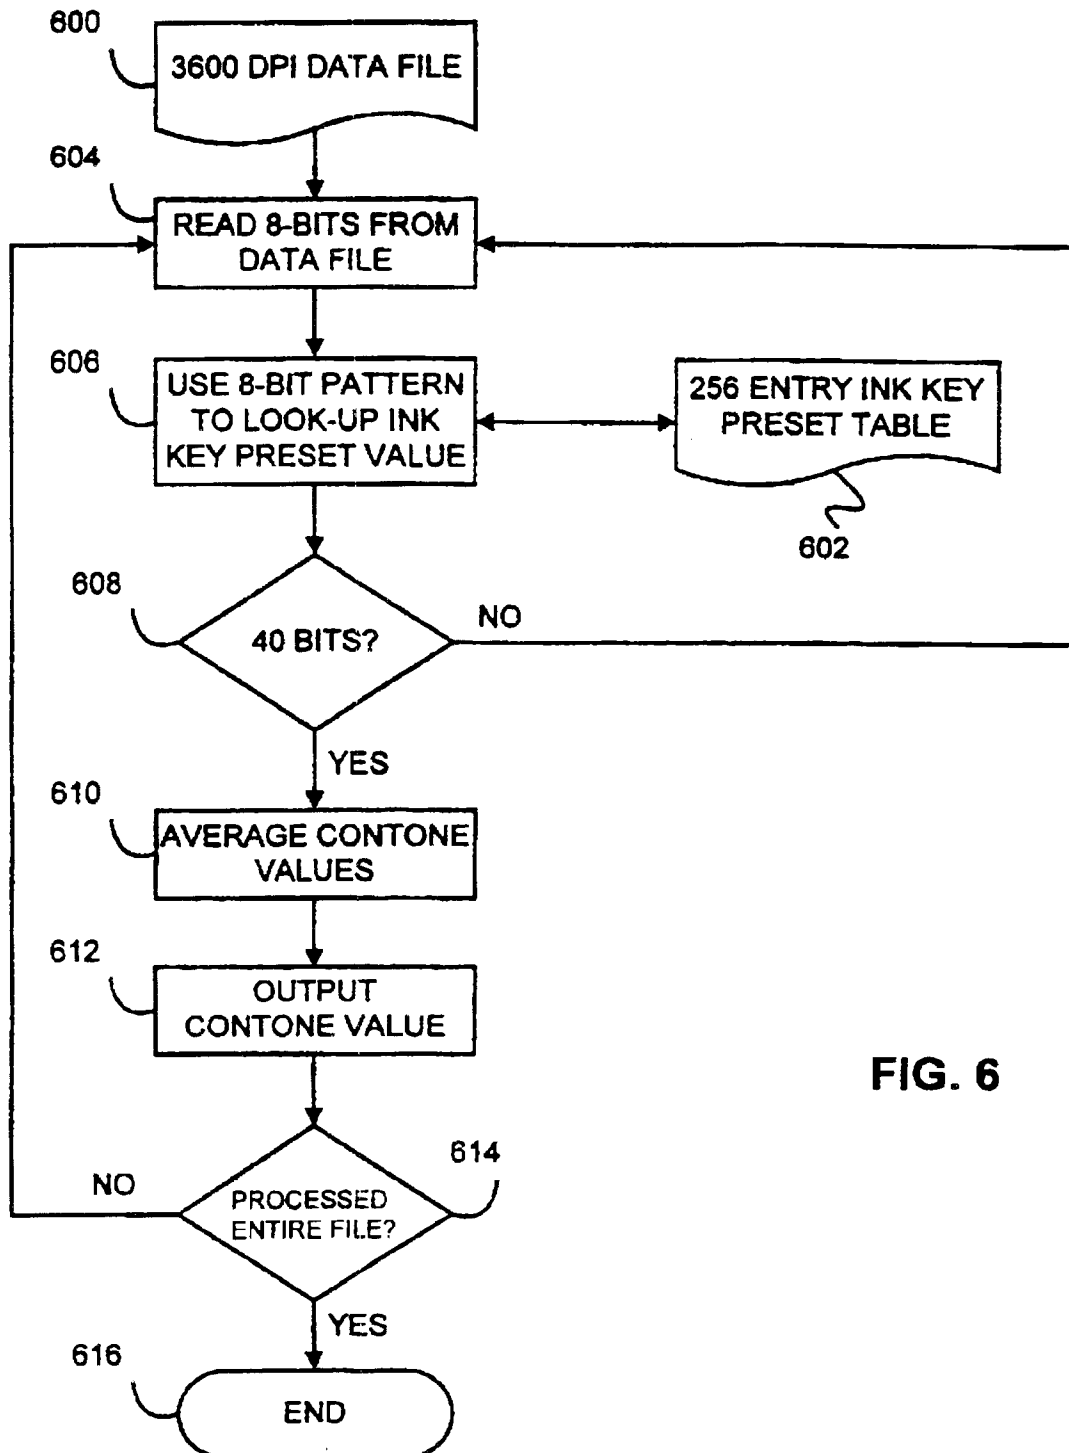 600
3600 DPI DATA FILE
604
READ 8-BITS FROM
DATA FILE
606
USE 8-BIT PATTERN
TO LOOK-UP INK
KEY PRESET VALUE
256 ENTRY INK KEY
PRESET TABLE
602
608
40 BITS?
NO
YES
610
AVERAGE CONTONE
VALUES
612
OUTPUT
CONTONE VALUE
FIG. 6
614
NO
PROCESSED
ENTIRE FILE?
YES
616
END